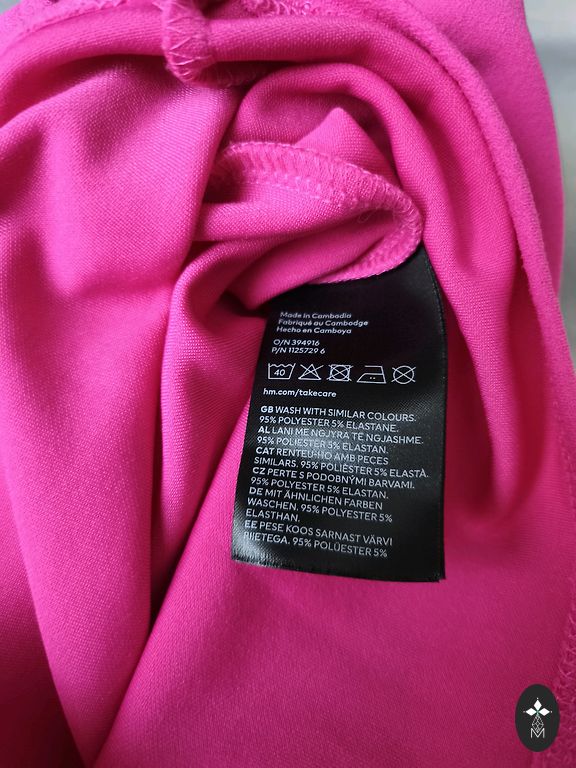 Made in Cambodia
Fabriqué au Cambodge
Hecho en Camboya
O/N 394916
P/N 1125729 6
40
hm.com/takecare
GB WASH WITH SIMILAR COLOURS.
95% POLYESTER 5% ELASTANE.
AL LANI ME NGJYRA TË NGJASHME.
95% POLIESTER 5% ELASTAN.
CAT RENTEU-HO AMB PECES
SIMILARS. 95% POLIÈSTER 5% ELASTÀ.
CZ PERTE S PODOBNÝMI BARVAMI.
95% POLYESTER 5% ELASTAN.
DE MIT ÄHNLICHEN FARBEN
WASCHEN. 95% POLYESTER 5%
ELASTHAN.
EE PESE KOOS SARNAST VÄRVI
RIIETEGA. 95% POLÜESTER 5%
M